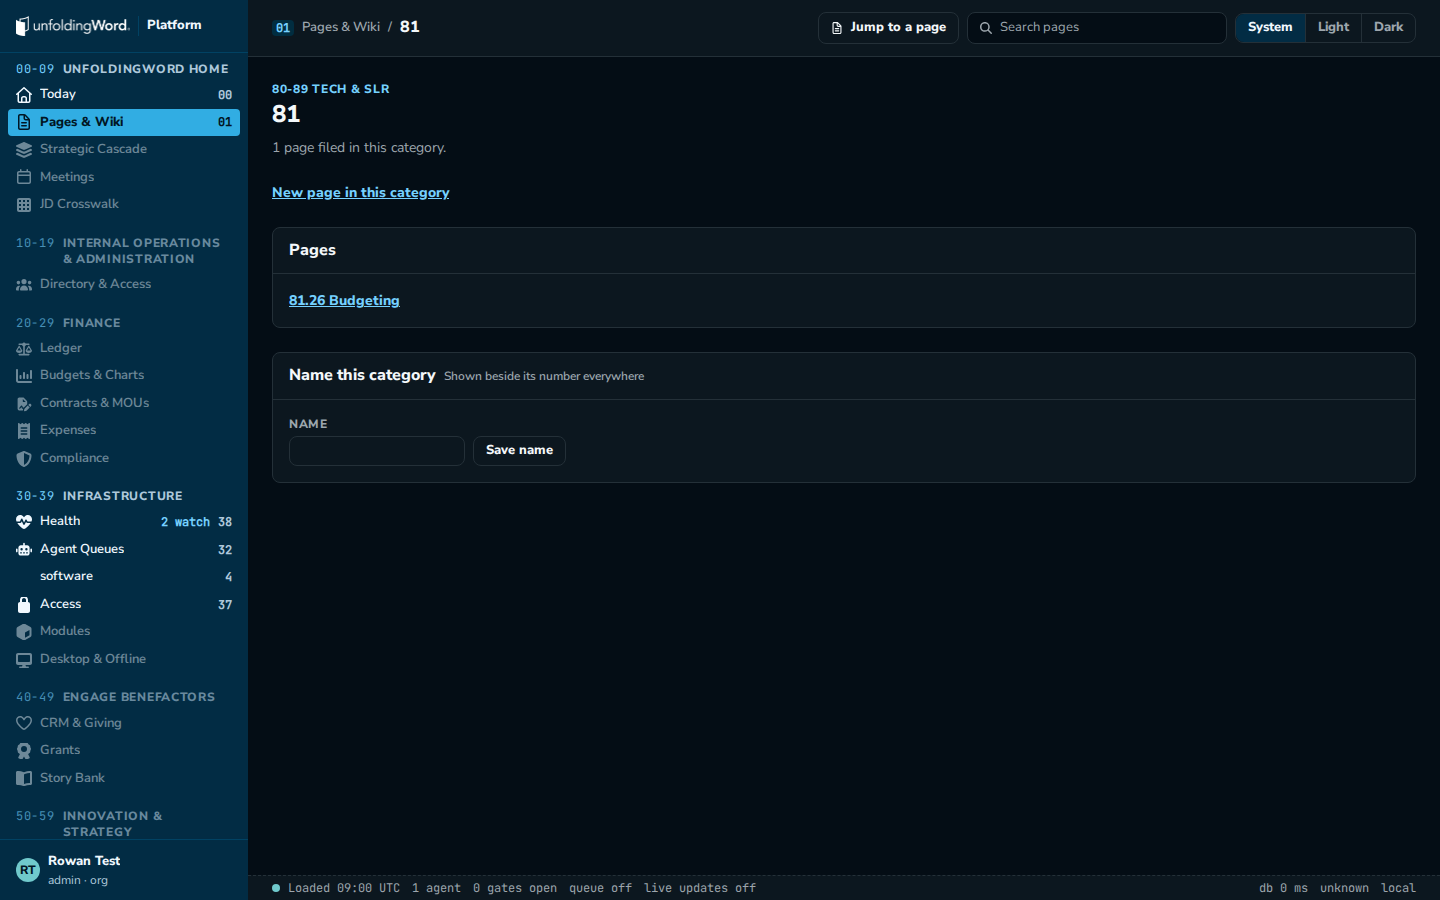 unfoldingWord® Platform
00-09 UNFOLDINGWORD HOME
Today 00
Pages & Wiki 01
Strategic Cascade
Meetings
JD Crosswalk
10-19 INTERNAL OPERATIONS
& ADMINISTRATION
Directory & Access
20-29 FINANCE
Ledger
Budgets & Charts
Contracts & MOUs
Expenses
Compliance
30-39 INFRASTRUCTURE
Health 2 watch 38
Agent Queues 32
software 4
Access 37
Modules
Desktop & Offline
40-49 ENGAGE BENEFACTORS
CRM & Giving
Grants
Story Bank
50-59 INNOVATION &
STRATEGY
RT Rowan Test
admin · org
01 Pages & Wiki / 81
Jump to a page
Search pages
System Light Dark
80-89 TECH & SLR
81
1 page filed in this category.
New page in this category
Pages
81.26 Budgeting
Name this category Shown beside its number everywhere
NAME
Save name
Loaded 09:00 UTC 1 agent 0 gates open queue off live updates off
db 0 ms unknown local